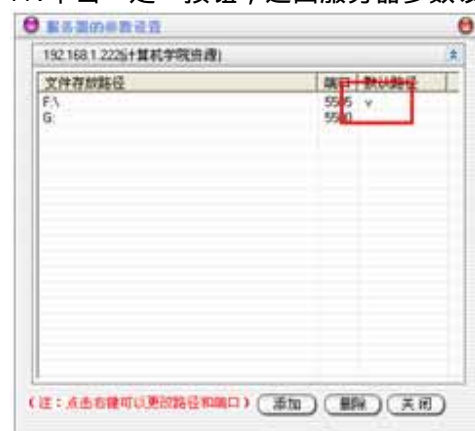 服务器的参数设置
192.168.1.222[计算机学院资源]
文件存放路径 端口 默认路径
F:\ v
G:
(注：点击右键可以更改路径和端口) 添加 删除 关闭